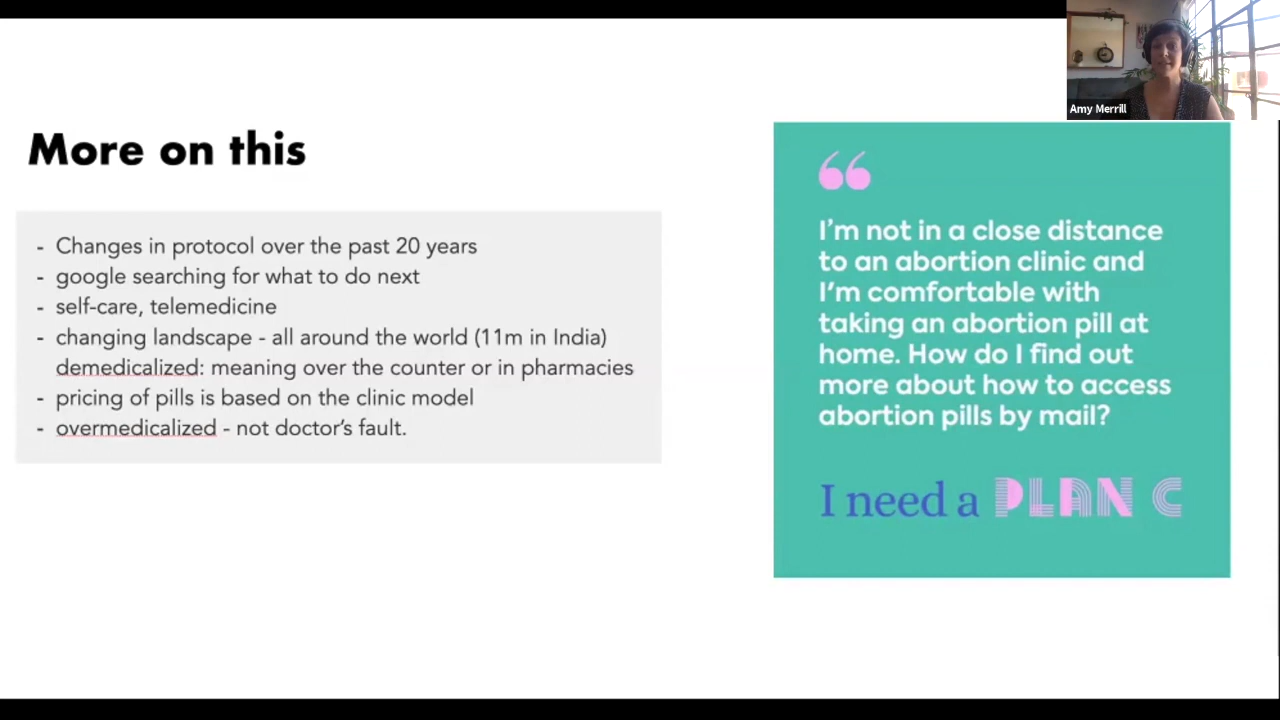 Amy Merrill
More on this
- Changes in protocol over the past 20 years
- google searching for what to do next
- self-care, telemedicine
- changing landscape - all around the world (11m in India)
demedicalized: meaning over the counter or in pharmacies
- pricing of pills is based on the clinic model
- overmedicalized - not doctor's fault.
“
I'm not in a close distance
to an abortion clinic and
I'm comfortable with
taking an abortion pill at
home. How do I find out
more about how to access
abortion pills by mail?
I need a PLAN C